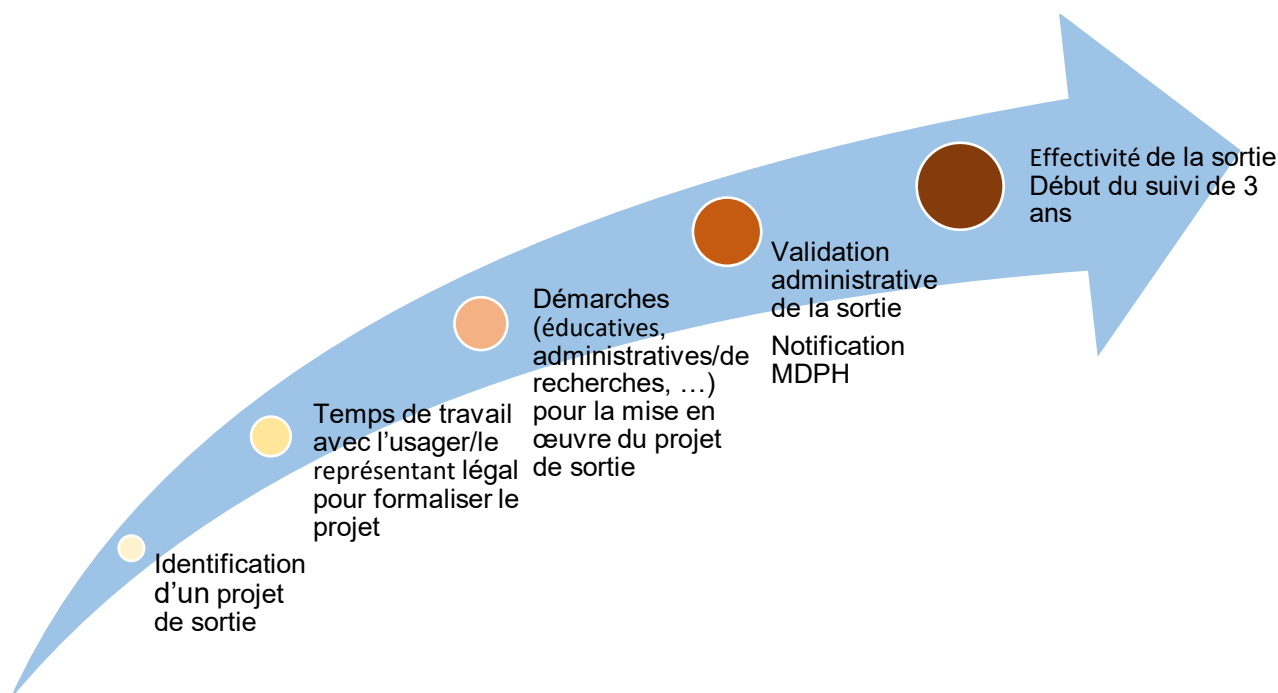 Identification
d’un projet
de sortie
Temps de travail
avec l’usager/le
représentant légal
pour formaliser le
projet
Démarches
(éducatives,
administratives/de
recherches, …)
pour la mise en
œuvre du projet
de sortie
Validation
administrative
de la sortie
Notification
MDPH
Effectivité de la sortie
Début du suivi de 3
ans